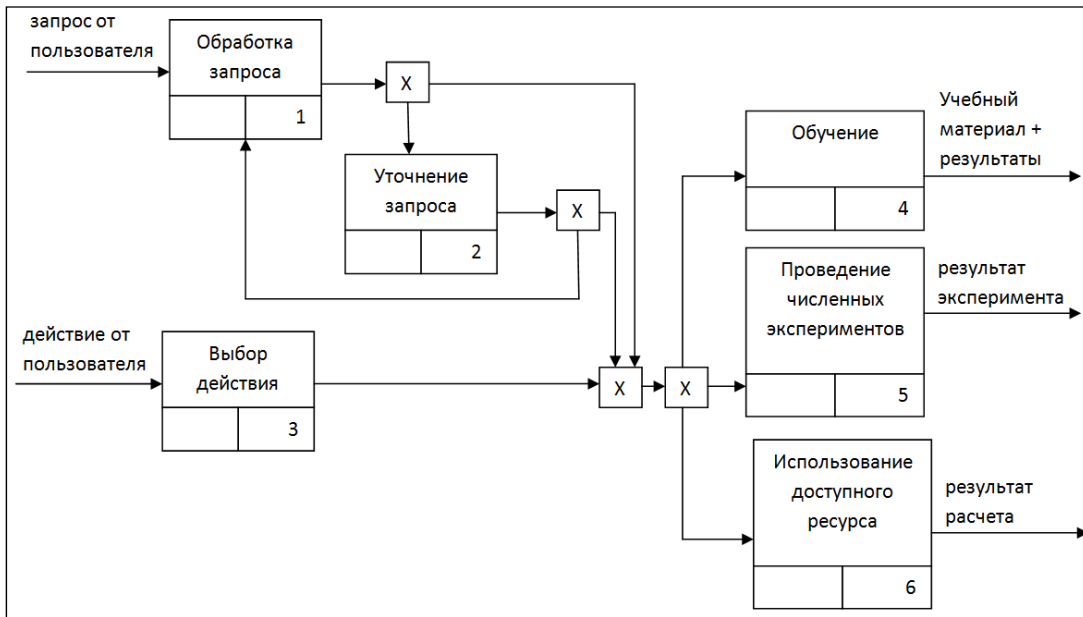 запрос от
пользователя
Обработка
запроса
1
X
Уточнение
запроса
2
X
действие от
пользователя
Выбор
действия
3
X
X
Обучение
4
Учебный
материал +
результаты
Проведение
численных
экспериментов
5
результат
эксперимента
Использование
доступного
ресурса
6
результат
расчета